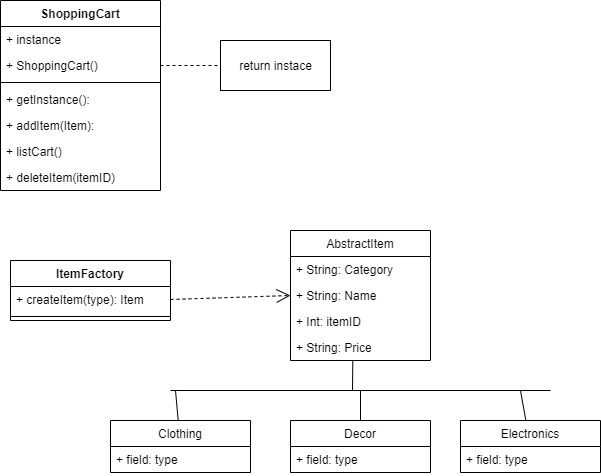 ShoppingCart
+ instance
+ ShoppingCart()
return instace
+ getInstance():
+ addItem(Item):
+ listCart()
+ deleteItem(itemID)
AbstractItem
+ String: Category
+ String: Name
+ Int: itemID
+ String: Price
ItemFactory
+ createItem(type): Item
Clothing
+ field: type
Decor
+ field: type
Electronics
+ field: type